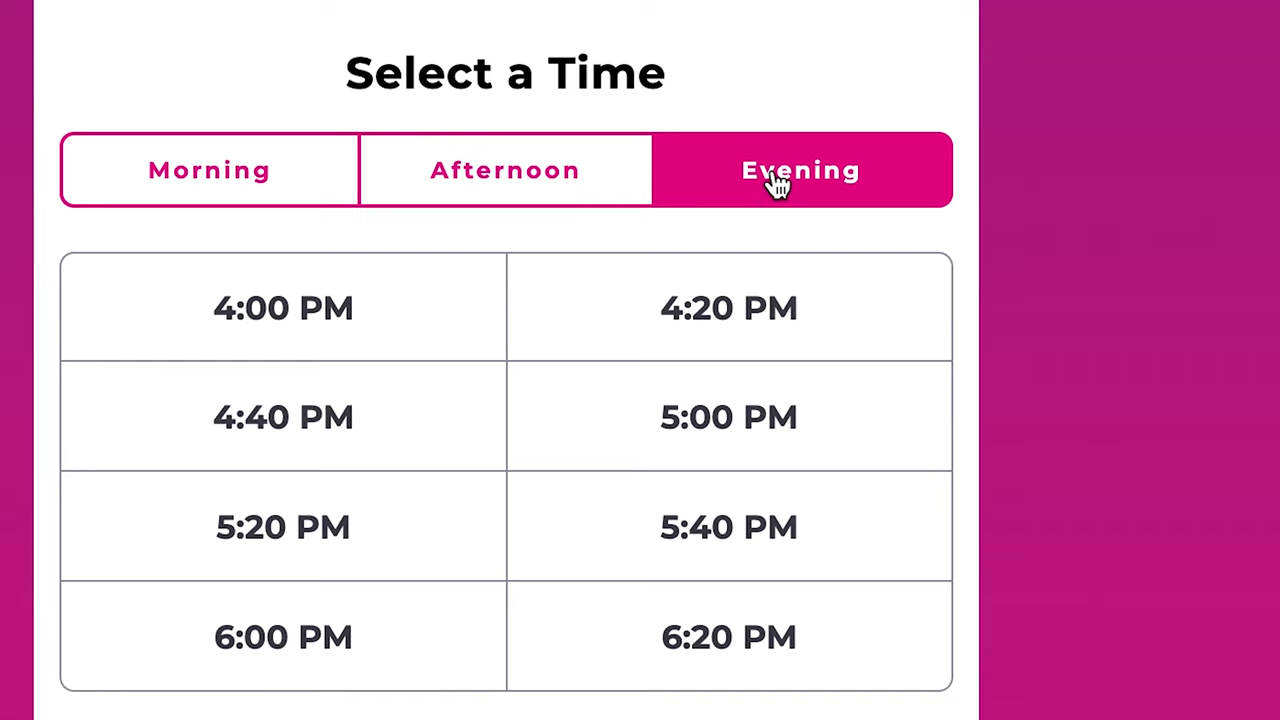 Select a Time
Morning Afternoon Evening
4:00 PM 4:20 PM
4:40 PM 5:00 PM
5:20 PM 5:40 PM
6:00 PM 6:20 PM